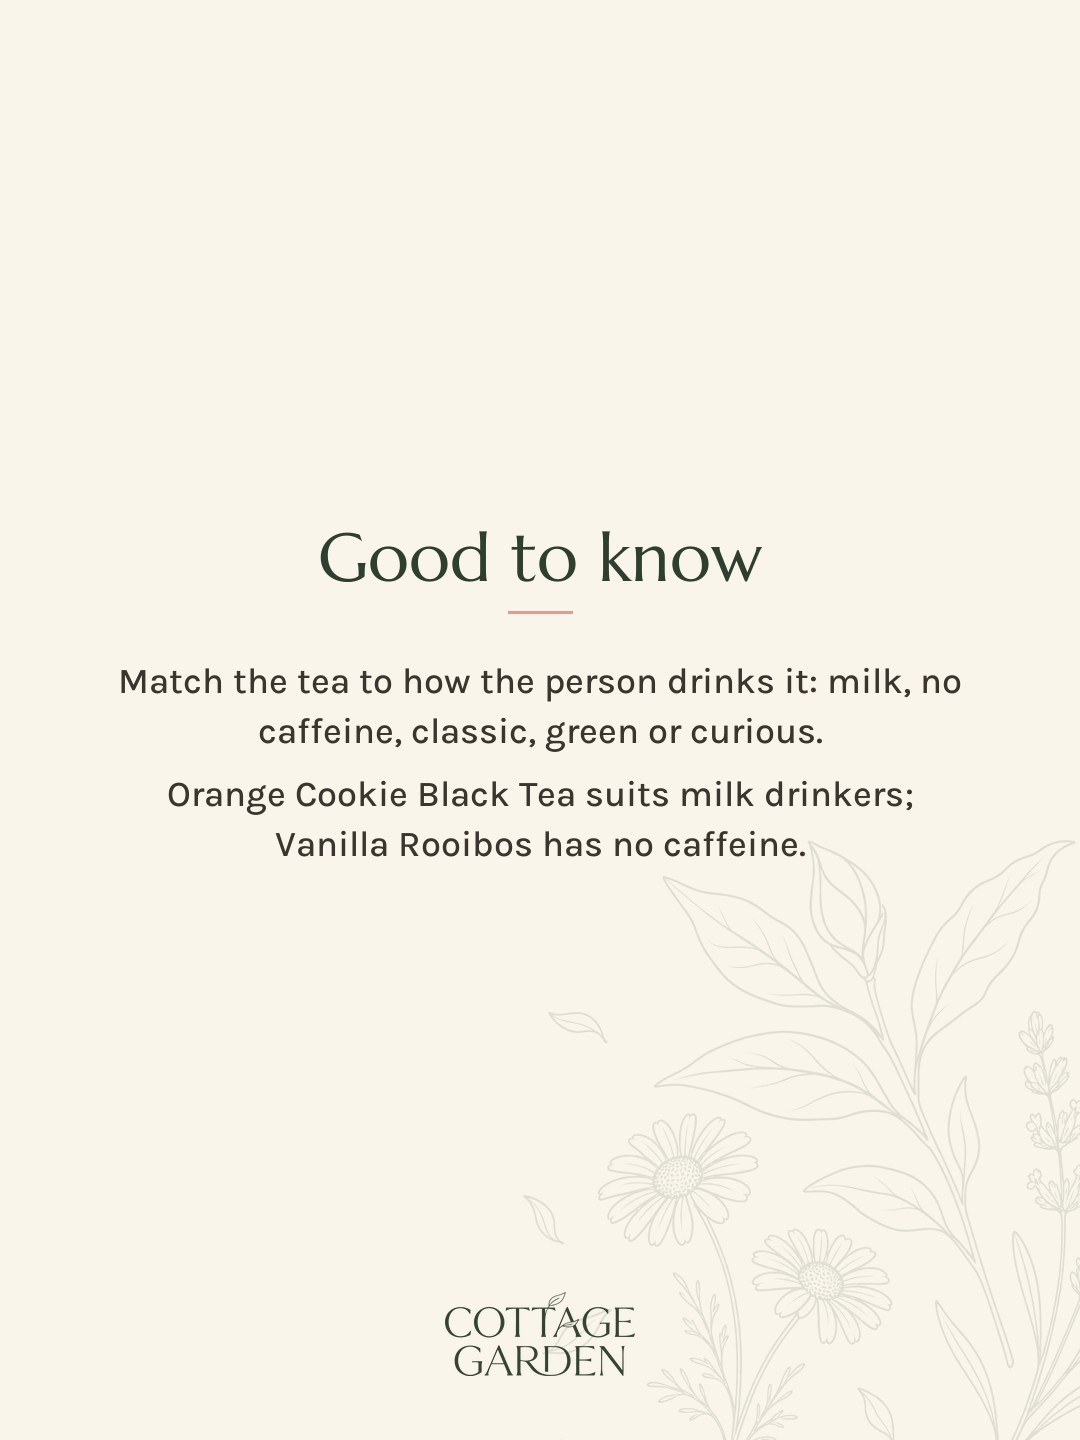 Good to know
Match the tea to how the person drinks it: milk, no
caffeine, classic, green or curious.
Orange Cookie Black Tea suits milk drinkers;
Vanilla Rooibos has no caffeine.
COTTAGE
GARDEN